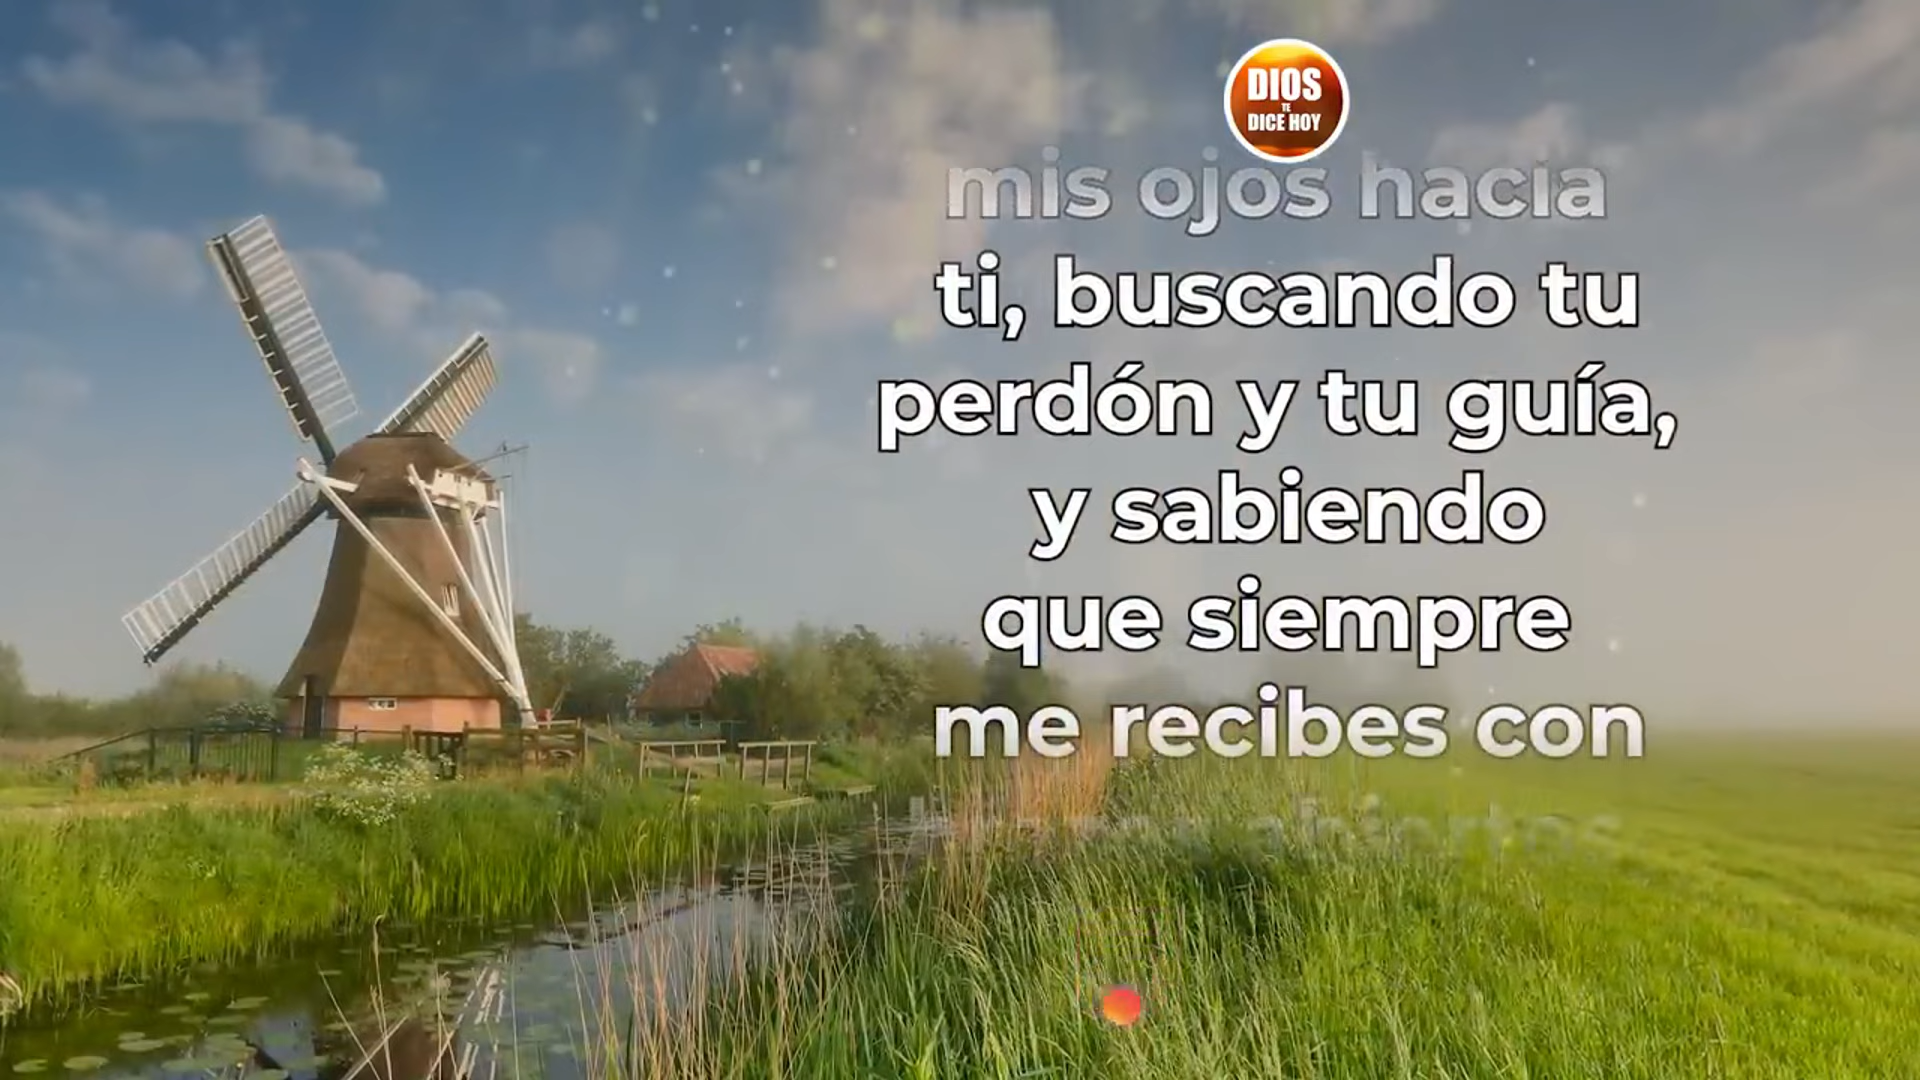 DIOS
TE
DICE HOY
mis ojos hacia
ti, buscando tu
perdón y tu guía,
y sabiendo
que siempre
me recibes con
abiertos